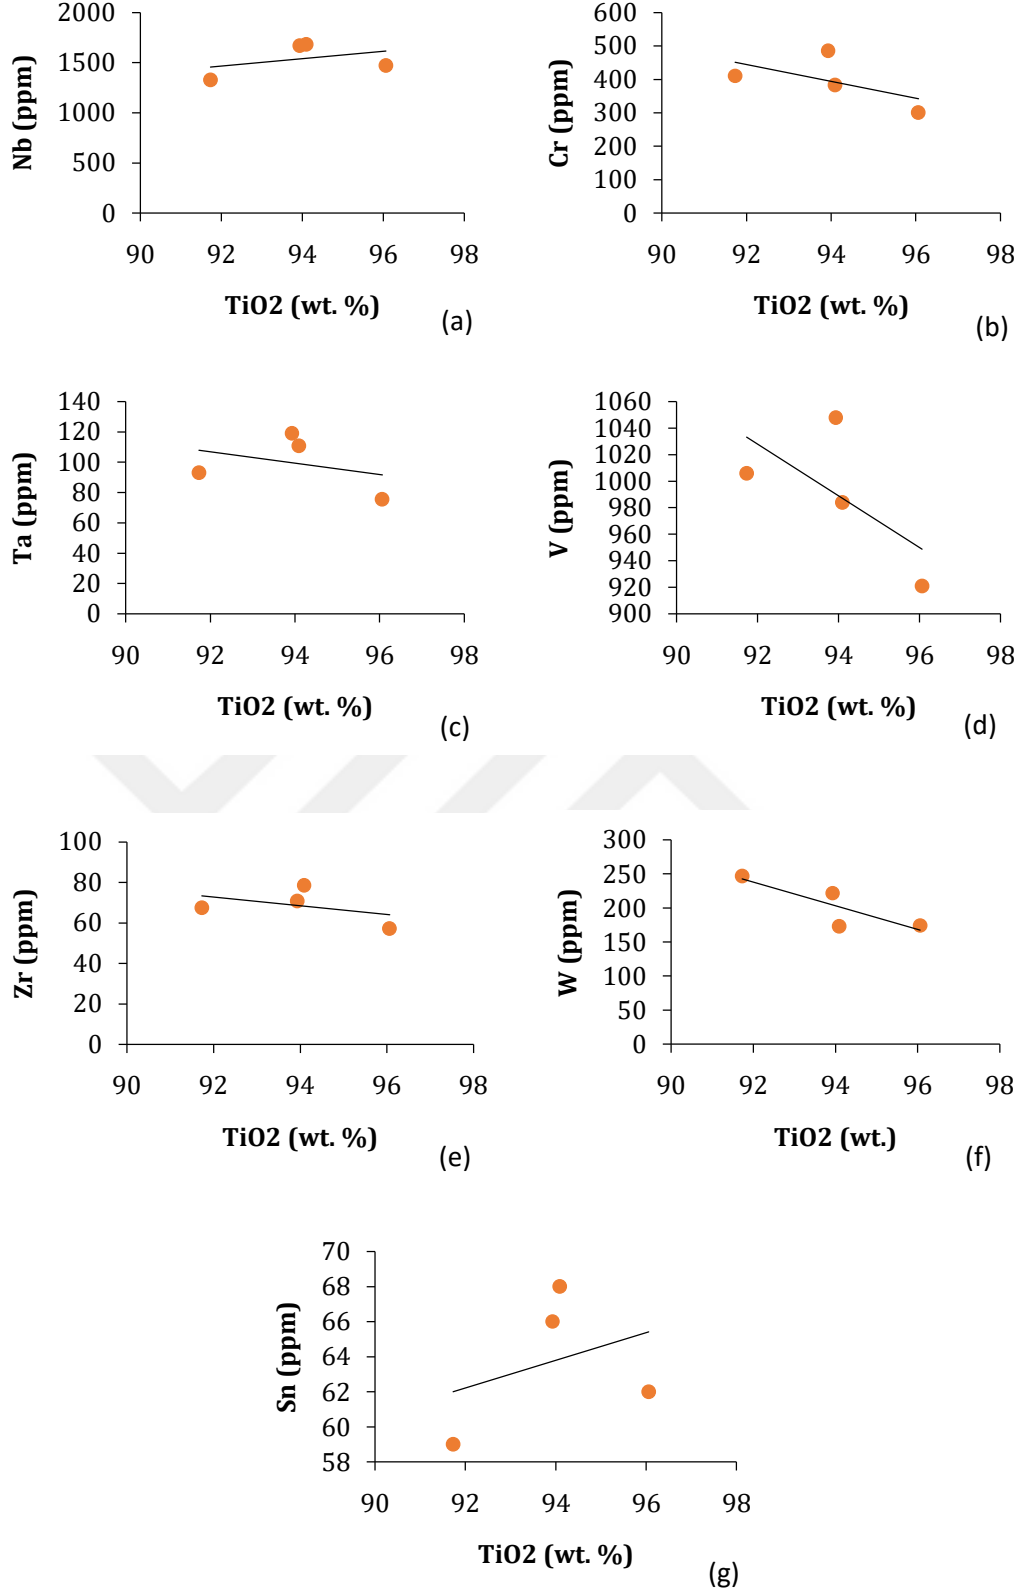 2000
1500
1000
500
0
Nb (ppm)
90 92 94 96 98
TiO2 (wt. %)
(a)
600
500
400
300
200
100
0
Cr (ppm)
90 92 94 96 98
TiO2 (wt. %)
(b)
140
120
100
80
60
40
20
0
Ta (ppm)
90 92 94 96 98
TiO2 (wt. %)
(c)
1060
1040
1020
1000
980
960
940
920
900
V (ppm)
90 92 94 96 98
TiO2 (wt. %)
(d)
100
80
60
40
20
0
Zr (ppm)
90 92 94 96 98
TiO2 (wt. %)
(e)
300
250
200
150
100
50
0
W (ppm)
90 92 94 96 98
TiO2 (wt.)
(f)
70
68
66
64
62
60
58
Sn (ppm)
90 92 94 96 98
TiO2 (wt. %)
(g)